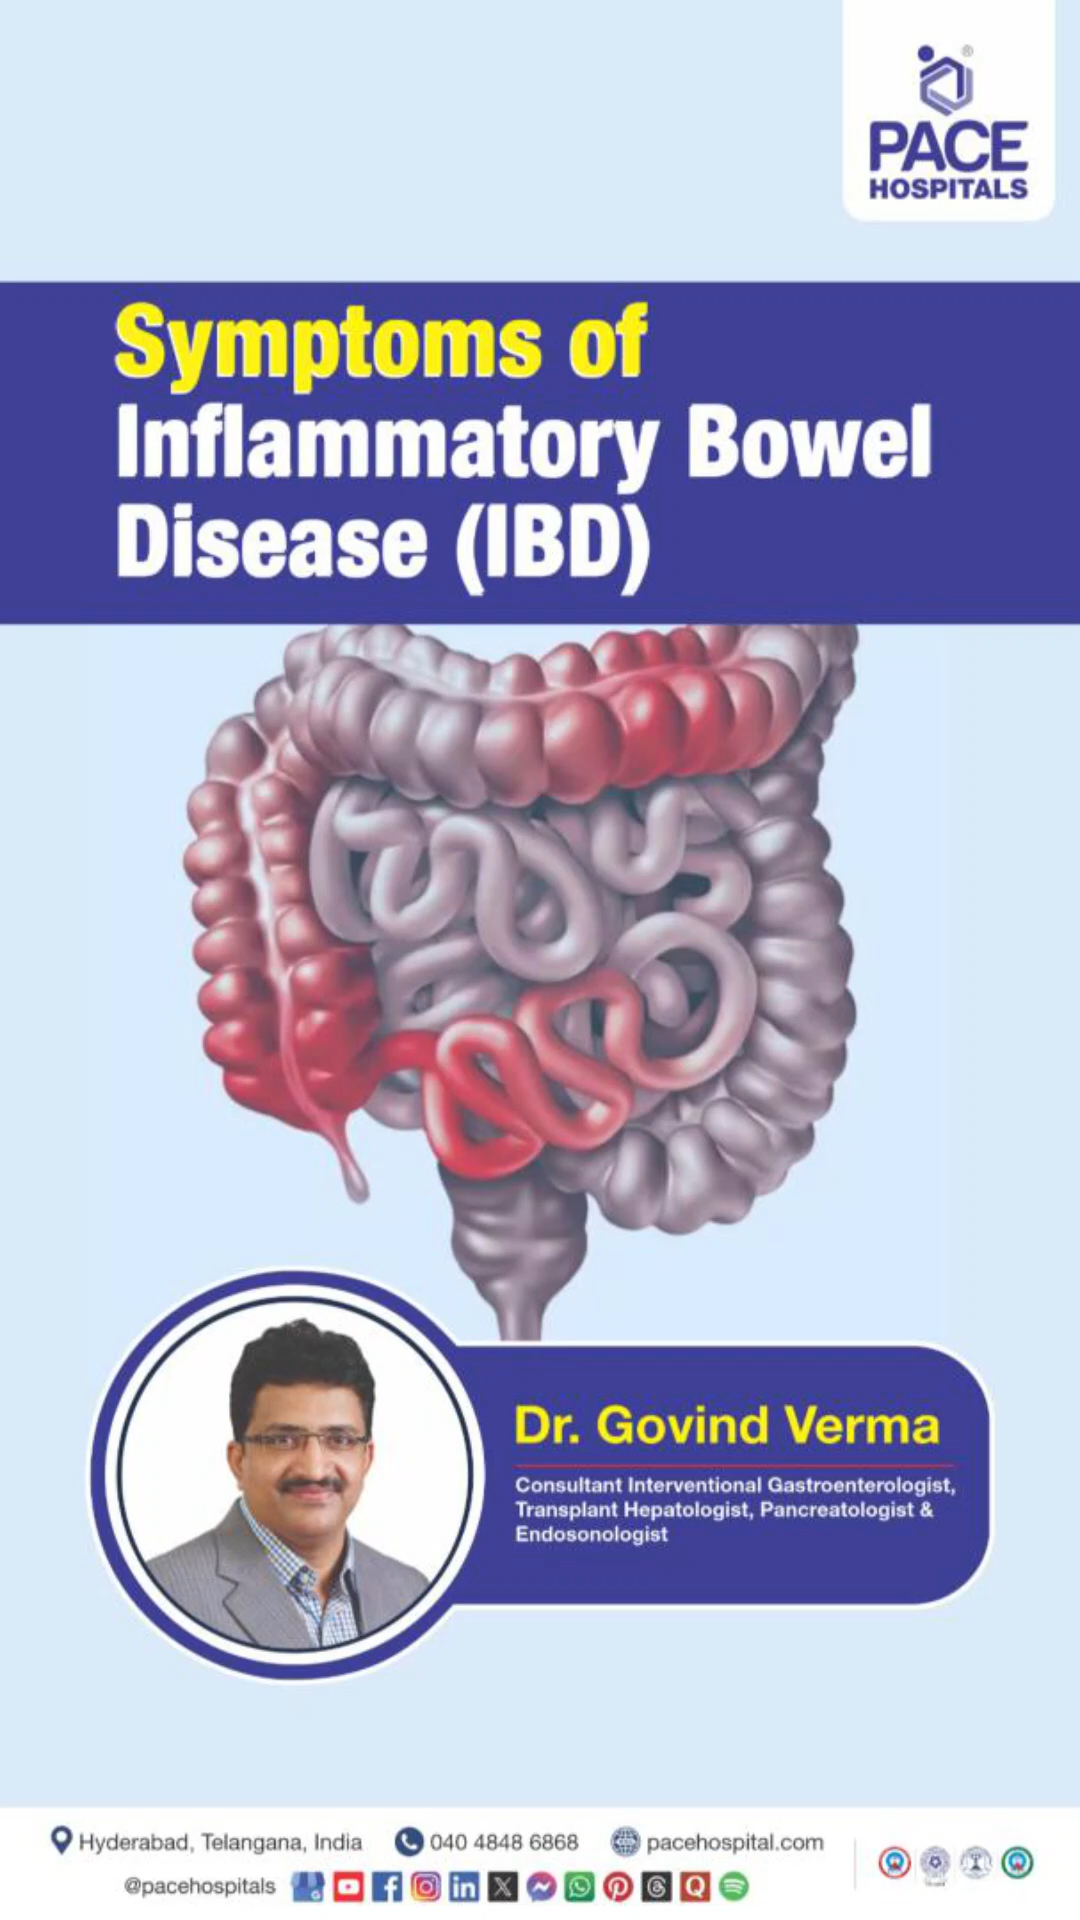 PACE
HOSPITALS
Symptoms of
Inflammatory Bowel
Disease (IBD)
Dr. Govind Verma
Consultant Interventional Gastroenterologist,
Transplant Hepatologist, Pancreatologist &
Endosonologist
Hyderabad, Telangana, India 040 4848 6868 pacehospital.com
@pacehospitals